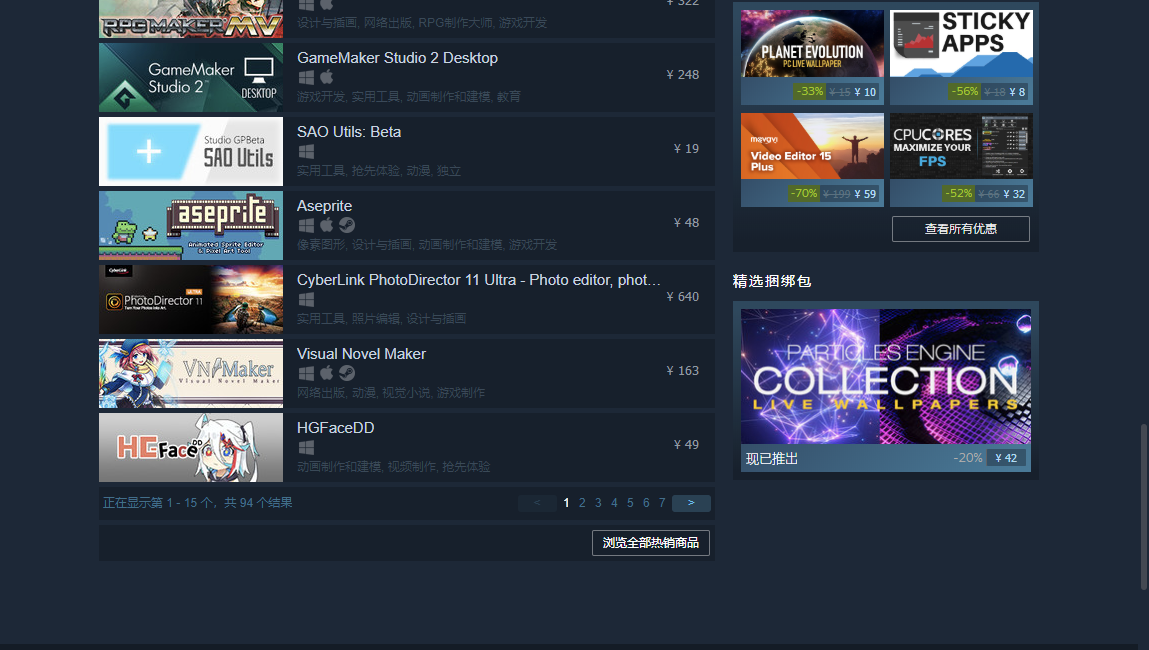 RPG MAKER MV
¥ 322
设计与插画, 网络出版, RPG制作大师, 游戏开发
GameMaker
Studio 2™
DESKTOP
GameMaker Studio 2 Desktop
¥ 248
游戏开发, 实用工具, 动画制作和建模, 教育
Studio GPBeta
SAO Utils
SAO Utils: Beta
¥ 19
实用工具, 抢先体验, 动漫, 独立
aseprite
Animated Sprite Editor
& Pixel Art Tool
Aseprite
¥ 48
像素图形, 设计与插画, 动画制作和建模, 游戏开发
CyberLink
ULTRA
PhotoDirector 11
CyberLink PhotoDirector 11 Ultra - Photo editor, phot…
¥ 640
实用工具, 照片编辑, 设计与插画
VN Maker
Visual Novel Maker
Visual Novel Maker
¥ 163
网络出版, 动漫, 视觉小说, 游戏制作
HGFaceDD
HGFaceDD
¥ 49
动画制作和建模, 视频制作, 抢先体验
正在显示第 1 - 15 个，共 94 个结果
< 1 2 3 4 5 6 7 >
浏览全部热销商品
PLANET EVOLUTION
PC LIVE WALLPAPER
-33% ¥ 15 ¥ 10
STICKY
APPS
-56% ¥ 18 ¥ 8
movavi
Video Editor 15
Plus
-70% ¥ 199 ¥ 59
CPUCORES
MAXIMIZE YOUR
FPS
-52% ¥ 66 ¥ 32
查看所有优惠
精选捆绑包
PARTICLES ENGINE
COLLECTION
LIVE WALLPAPERS
现已推出
-20% ¥ 42